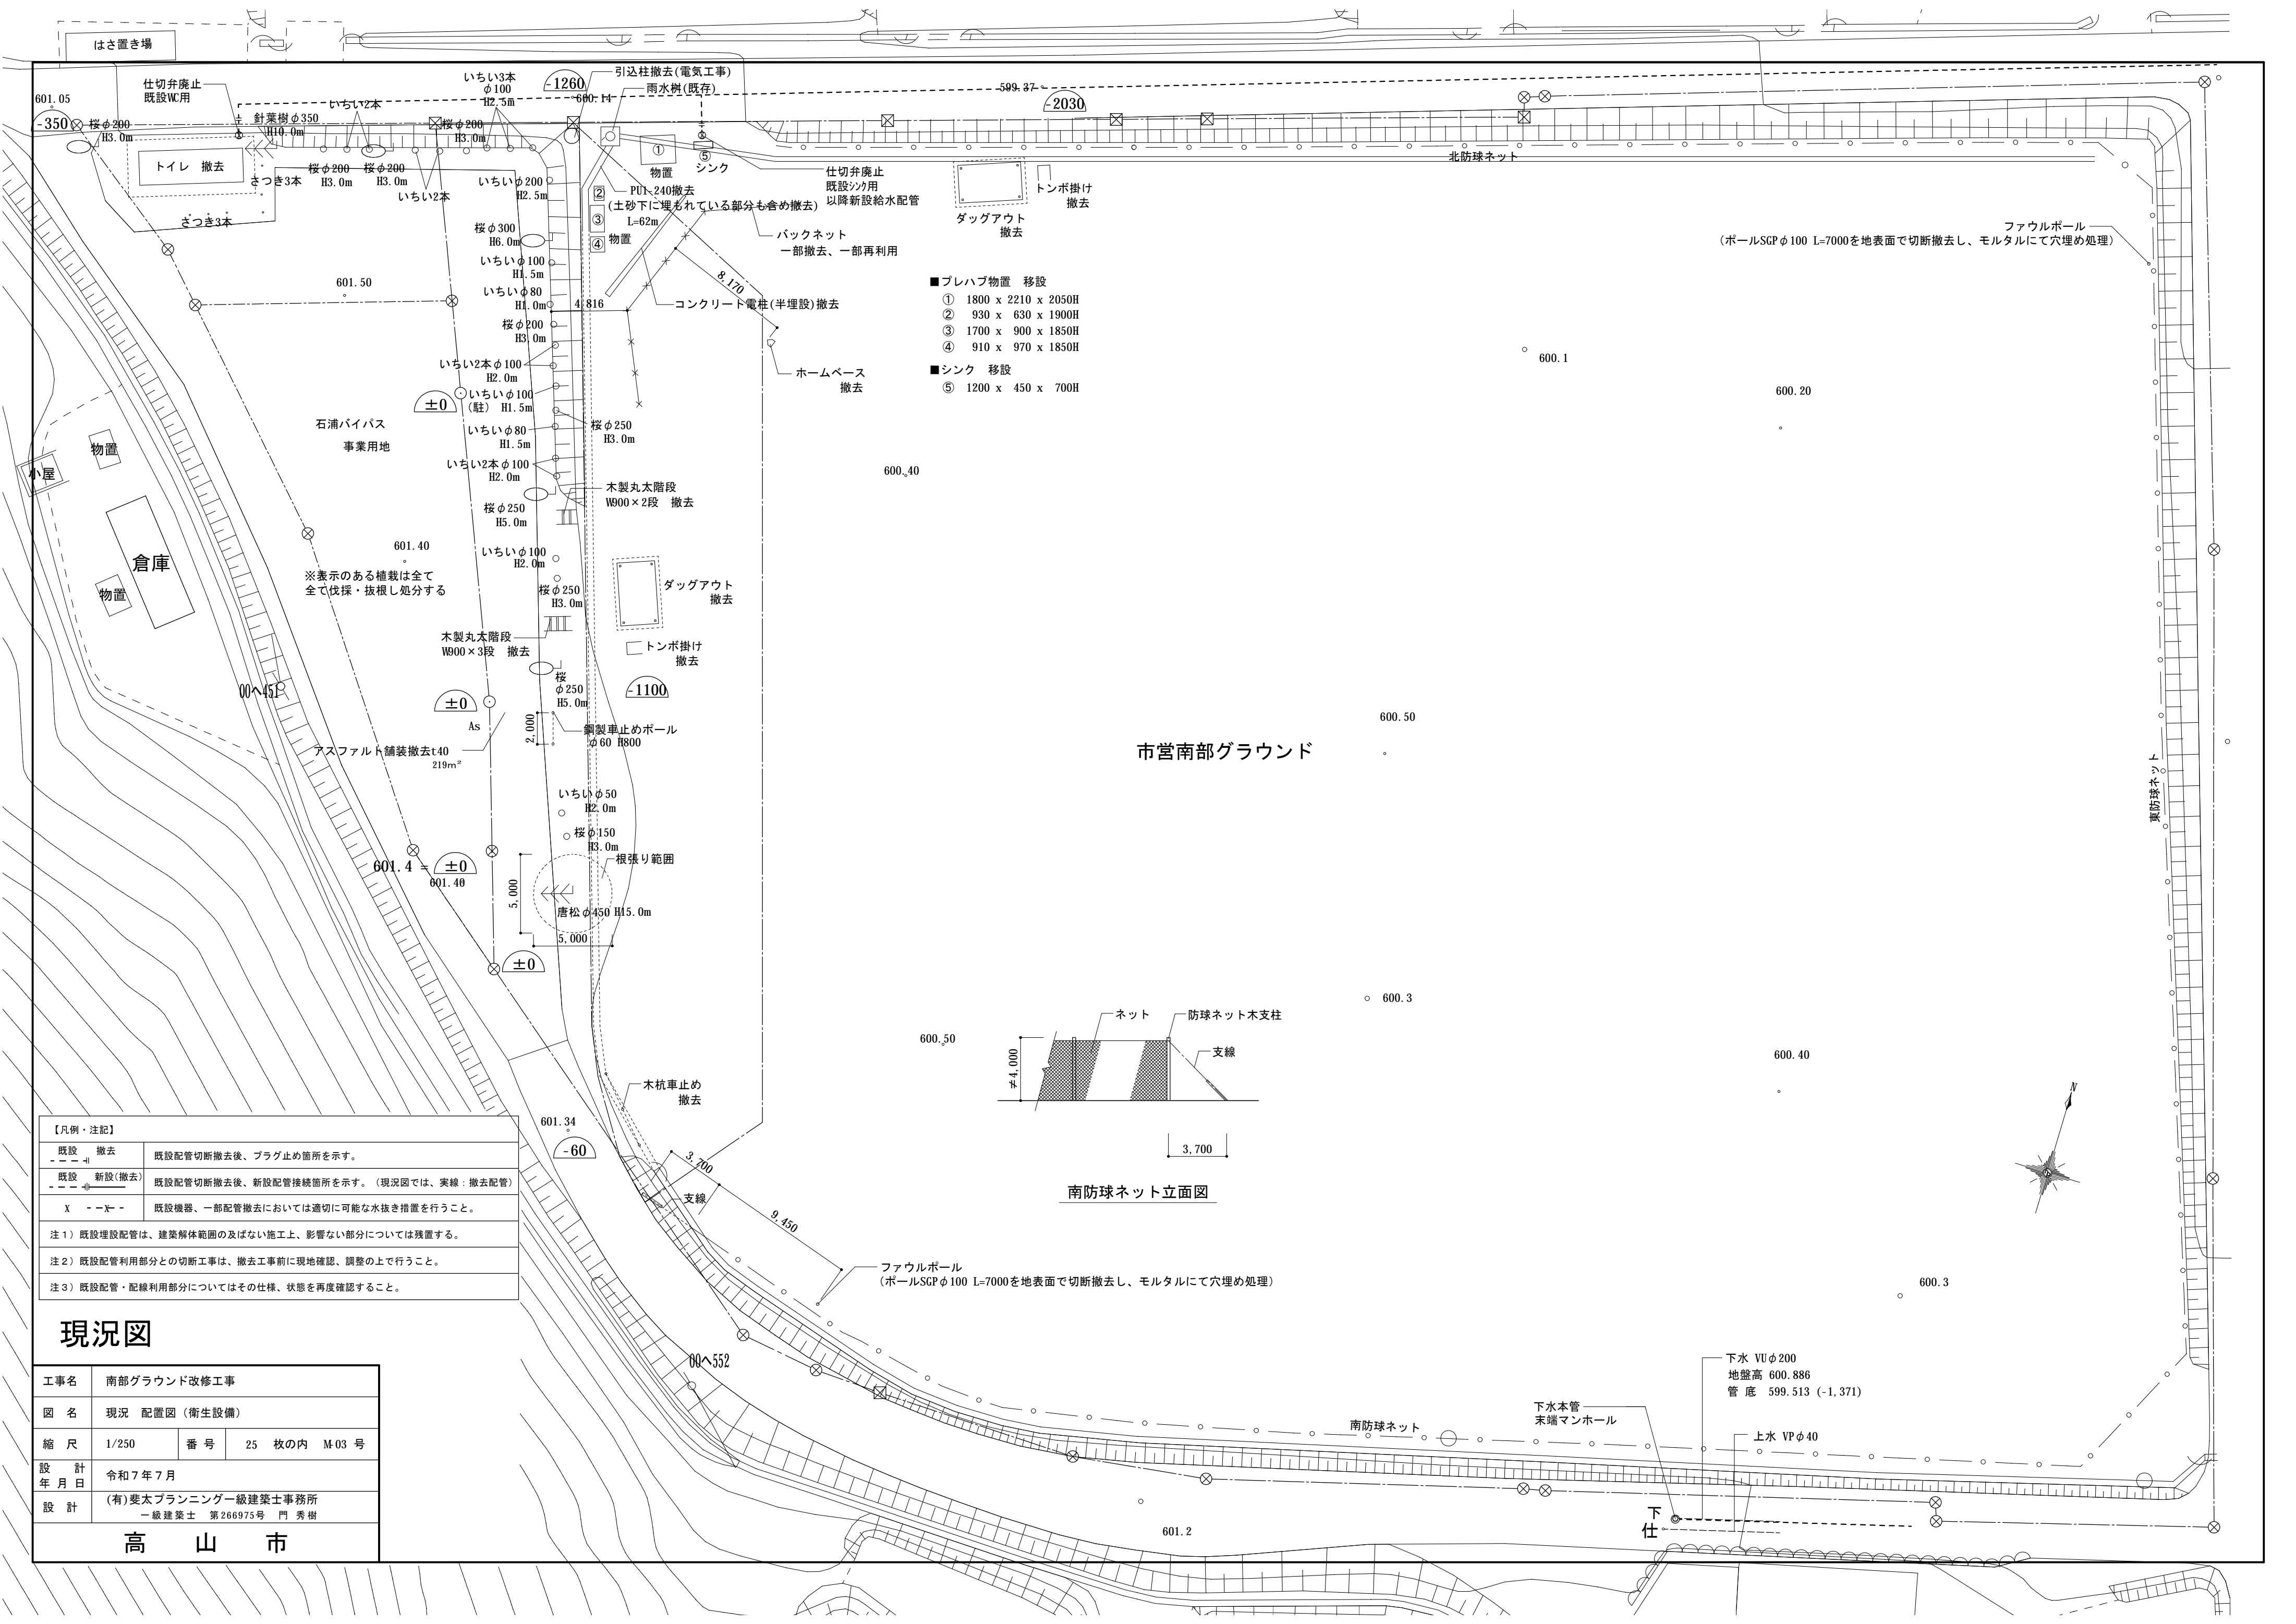 はさ置き場
仕切弁廃止
既設WC用
601.05
-350
桜φ200
H3.0m
針葉樹φ350
H10.0m
いちい2本
いちい3本
φ100
H2.5m
-1260
600.14
引込柱撤去(電気工事)
雨水桝(既存)
599.37
-2030
桜φ200
H3.0m
トイレ 撤去
さつき3本
さつき3本
桜φ200
H3.0m
桜φ200
H3.0m
いちい2本
いちいφ200
H2.5m
①
物置
⑤
シンク
仕切弁廃止
既設シンク用
以降新設給水配管
ダッグアウト
撤去
トンボ掛け
撤去
北防球ネット
②
③
④ 物置
PU1-240撤去
(土砂下に埋もれている部分も含め撤去)
L=62m
バックネット
一部撤去、一部再利用
ファウルポール
(ポールSGPφ100 L=7000を地表面で切断撤去し、モルタルにて穴埋め処理)
桜φ300
H6.0m
いちいφ100
H1.5m
いちいφ80
H1.0m
4,816
8,170
コンクリート電柱(半埋設)撤去
601.50
桜φ200
H3.0m
いちい2本φ100
H2.0m
いちいφ100
(駐) H1.5m
いちいφ80
H1.5m
いちい2本φ100
H2.0m
桜φ250
H3.0m
ホームベース
撤去
■プレハブ物置 移設
① 1800 x 2210 x 2050H
② 930 x 630 x 1900H
③ 1700 x 900 x 1850H
④ 910 x 970 x 1850H
■シンク 移設
⑤ 1200 x 450 x 700H
600.1
600.20
±0
石浦バイパス
事業用地
物置
小屋
倉庫
物置
600.40
木製丸太階段
W900×2段 撤去
桜φ250
H5.0m
601.40
※表示のある植栽は全て
全て伐採・抜根し処分する
いちいφ100
H2.0m
桜φ250
H3.0m
ダッグアウト
撤去
木製丸太階段
W900×3段 撤去
トンボ掛け
撤去
桜
φ250
H5.0m
-1100
00へ451
±0
As
2,000
鋼製車止めポール
φ60 H800
アスファルト舗装撤去t40
219m²
600.50
市営南部グラウンド
東防球ネット
いちいφ50
H2.0m
桜φ150
H3.0m
根張り範囲
601.4 = ±0
601.40
5,000
唐松φ450 H15.0m
5,000
±0
600.3
600.50
ネット
防球ネット木支柱
支線
≠4,000
3,700
南防球ネット立面図
600.40
N
木杭車止め
撤去
601.34
-60
3,700
支線
9,450
ファウルポール
(ポールSGPφ100 L=7000を地表面で切断撤去し、モルタルにて穴埋め処理)
600.3
【凡例・注記】
既設 撤去
既設配管切断撤去後、プラグ止め箇所を示す。
既設 新設(撤去)
既設配管切断撤去後、新設配管接続箇所を示す。(現況図では、実線：撤去配管)
X --X--
既設機器、一部配管撤去においては適切に可能な水抜き措置を行うこと。
注１）既設埋設配管は、建築解体範囲の及ばない施工上、影響ない部分については残置する。
注２）既設配管利用部分との切断工事は、撤去工事前に現地確認、調整の上で行うこと。
注３）既設配管・配線利用部分についてはその仕様、状態を再度確認すること。
現況図
00へ552
下水 VUφ200
地盤高 600.886
管 底 599.513 (-1,371)
下水本管
末端マンホール
南防球ネット
上水 VPφ40
601.2
下
仕
工事名 南部グラウンド改修工事
図 名 現況 配置図（衛生設備）
縮 尺 1/250 番 号 25 枚の内 M-03 号
設 計
年 月 日
令和７年７月
設 計
(有)斐太プランニング一級建築士事務所
一級建築士 第266975号 門 秀樹
高 山 市